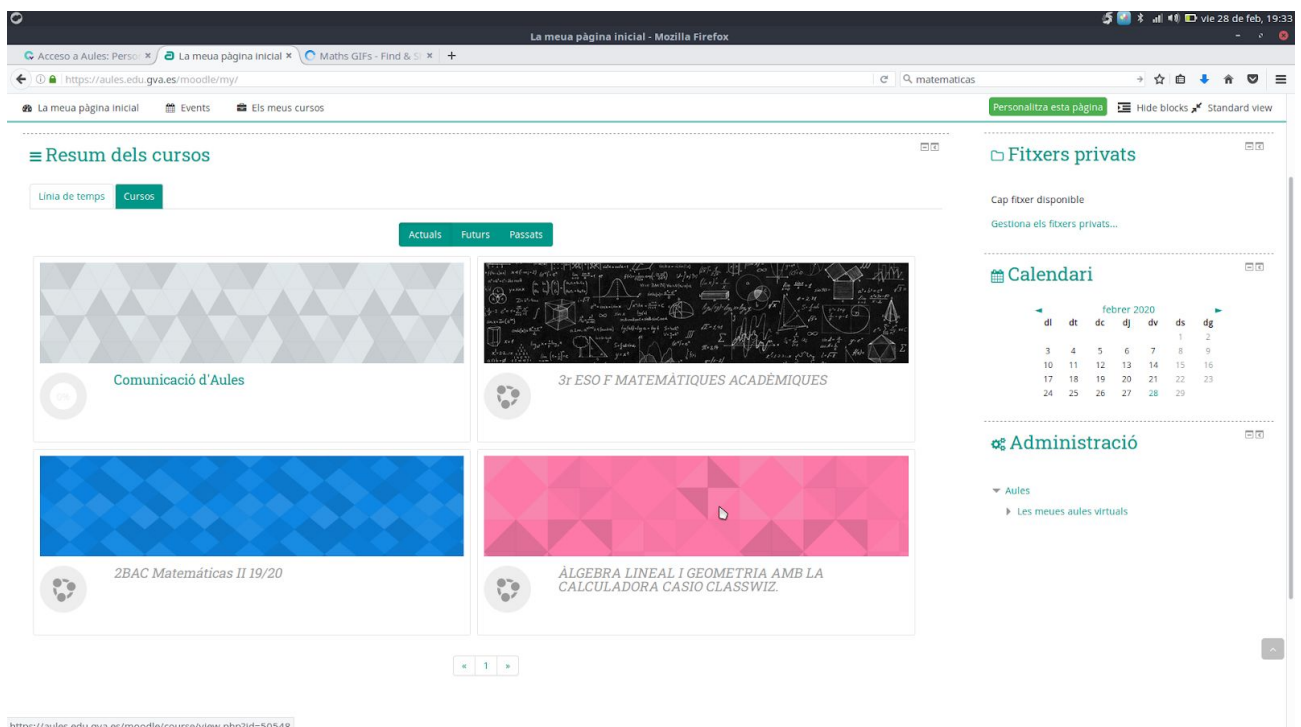 vie 28 de feb, 19:33
La meua pàgina inicial - Mozilla Firefox
Acceso a Aules: Perso
La meua pàgina inicial
Maths GIFs - Find & S
https://aules.edu.gva.es/moodle/my/
matematicas
La meua pàgina inicial
Events
Els meus cursos
Personalitza esta pàgina
Hide blocks
Standard view
Resum dels cursos
Línia de temps
Cursos
Actuals
Futurs
Passats
Comunicació d'Aules
3r ESO F MATEMÀTIQUES ACADÈMIQUES
2BAC Matemáticas II 19/20
ÀLGEBRA LINEAL I GEOMETRIA AMB LA
CALCULADORA CASIO CLASSWIZ.
« 1 »
Fitxers privats
Cap fitxer disponible
Gestiona els fitxers privats...
Calendari
◄ febrer 2020 ►
dl dt dc dj dv ds dg
1 2
3 4 5 6 7 8 9
10 11 12 13 14 15 16
17 18 19 20 21 22 23
24 25 26 27 28 29
Administració
Aules
Les meues aules virtuals
https://aules.edu.gva.es/moodle/course/view.php?id=50548